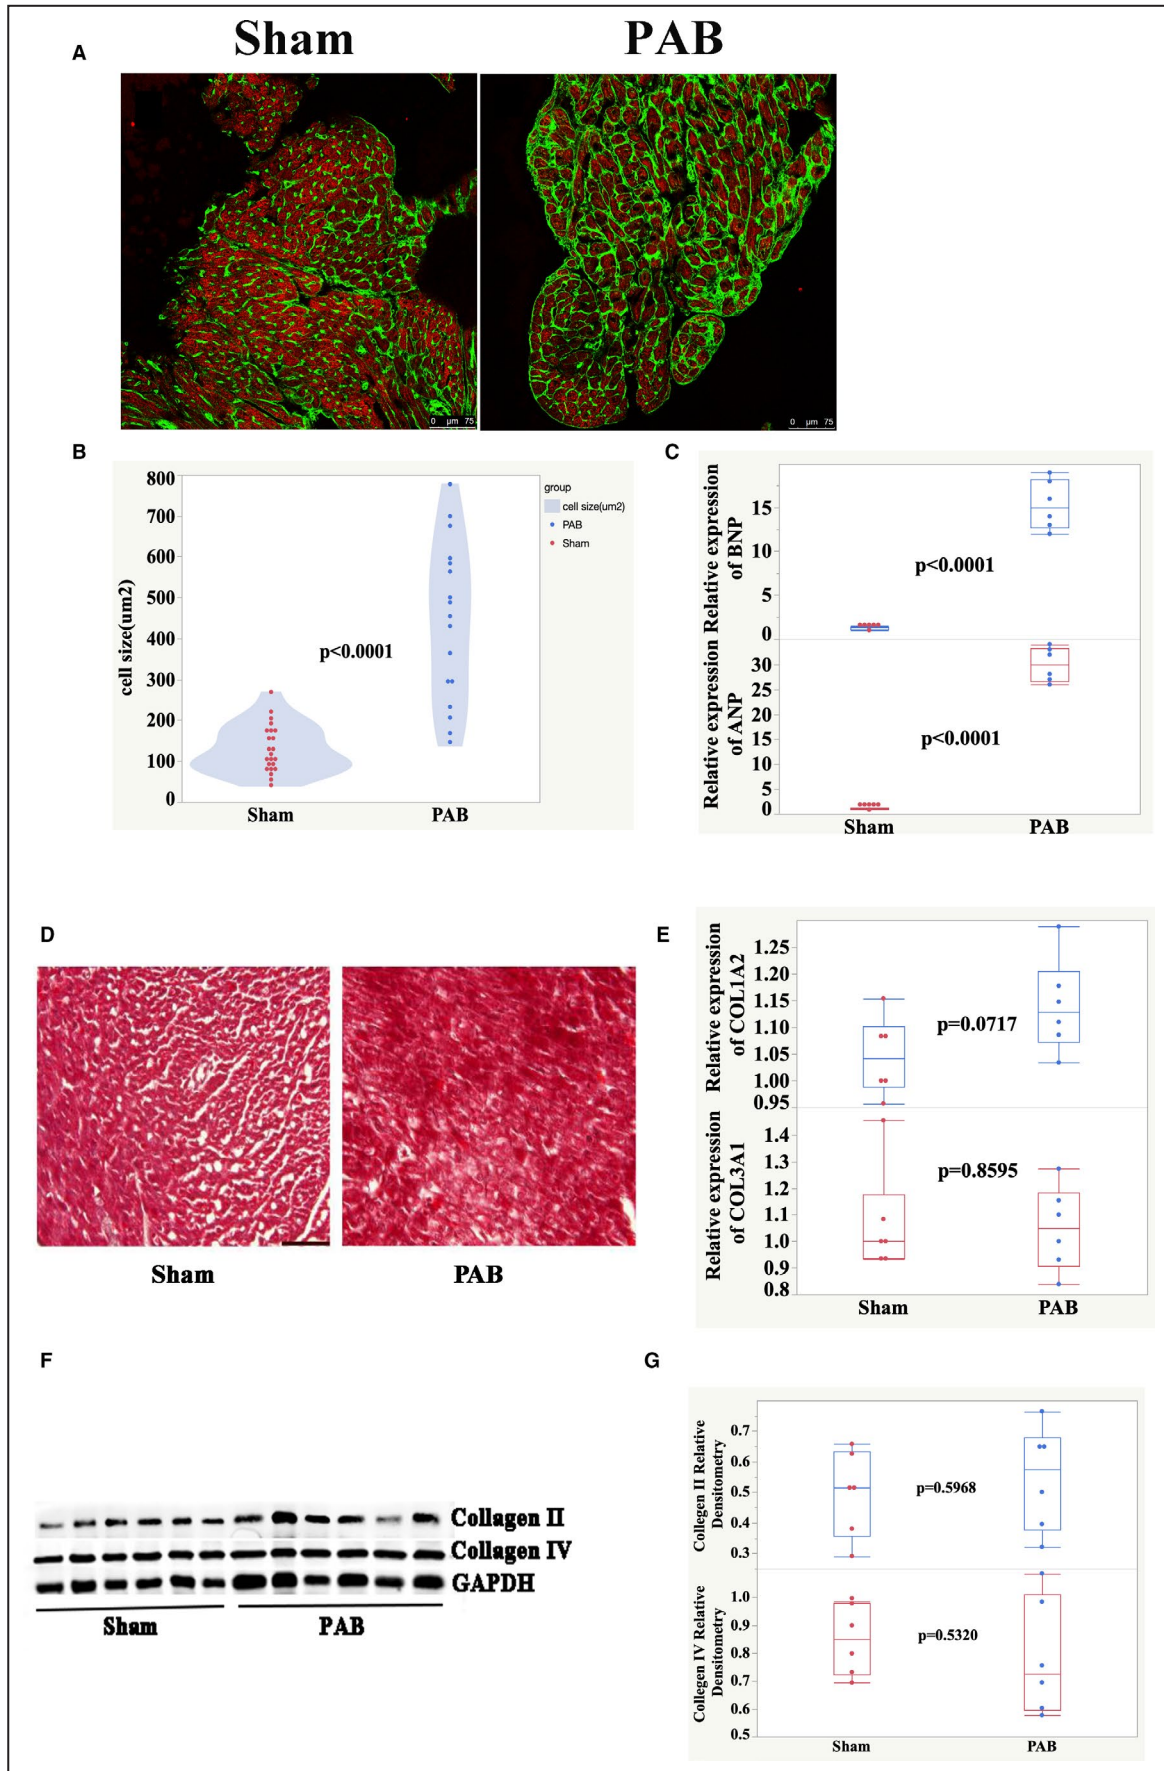 Sham PAB
A
0 µm 75
0 µm 75
B
800
700
600
500
400
300
200
100
0
cell size(um2)
p<0.0001
Sham PAB
group
cell size(um2)
PAB
Sham
C
Relative expression
of BNP
15
10
5
0
p<0.0001
Relative expression
of ANP
30
25
20
15
10
5
0
p<0.0001
Sham PAB
D
Sham PAB
E
Relative expression
of COL1A2
1.25
1.20
1.15
1.10
1.05
1.00
0.95
p=0.0717
Relative expression
of COL3A1
1.4
1.3
1.2
1.1
1.0
0.9
0.8
p=0.8595
Sham PAB
F
Collagen II
Collagen IV
GAPDH
Sham PAB
G
Collegen II Relative
Densitometry
0.7
0.6
0.5
0.4
0.3
p=0.5968
Collegen IV Relative
Densitometry
1.0
0.9
0.8
0.7
0.6
0.5
p=0.5320
Sham PAB